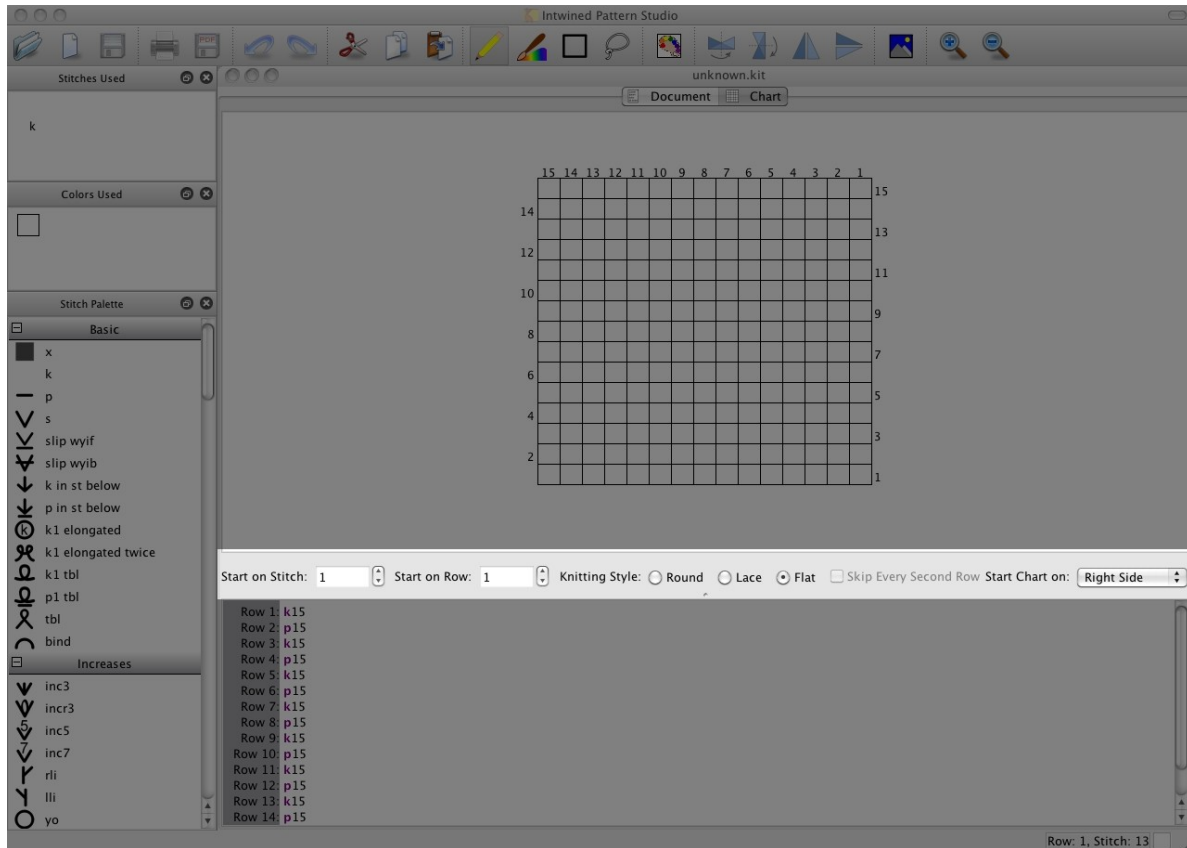 Intwined Pattern Studio
PDF
Stitches Used
k
Colors Used
Stitch Palette
Basic
x
k
p
s
slip wyif
slip wyib
k in st below
p in st below
k k1 elongated
k1 elongated twice
k1 tbl
p1 tbl
tbl
bind
Increases
inc3
incr3
5 inc5
7 inc7
rli
lli
yo
unknown.kit
Document Chart
15 14 13 12 11 10 9 8 7 6 5 4 3 2 1
15
14
13
12
11
10
9
8
7
6
5
4
3
2
1
Start on Stitch: 1 Start on Row: 1 Knitting Style: Round Lace Flat Skip Every Second Row Start Chart on: Right Side
Row 1: k15
Row 2: p15
Row 3: k15
Row 4: p15
Row 5: k15
Row 6: p15
Row 7: k15
Row 8: p15
Row 9: k15
Row 10: p15
Row 11: k15
Row 12: p15
Row 13: k15
Row 14: p15
Row: 1, Stitch: 13